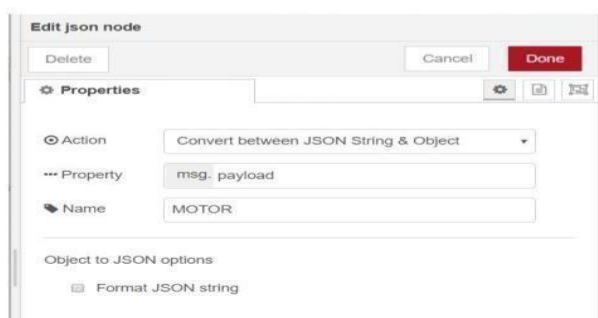 Edit json node
Delete Cancel Done
Properties
Action Convert between JSON String & Object
Property msg. payload
Name MOTOR
Object to JSON options
Format JSON string